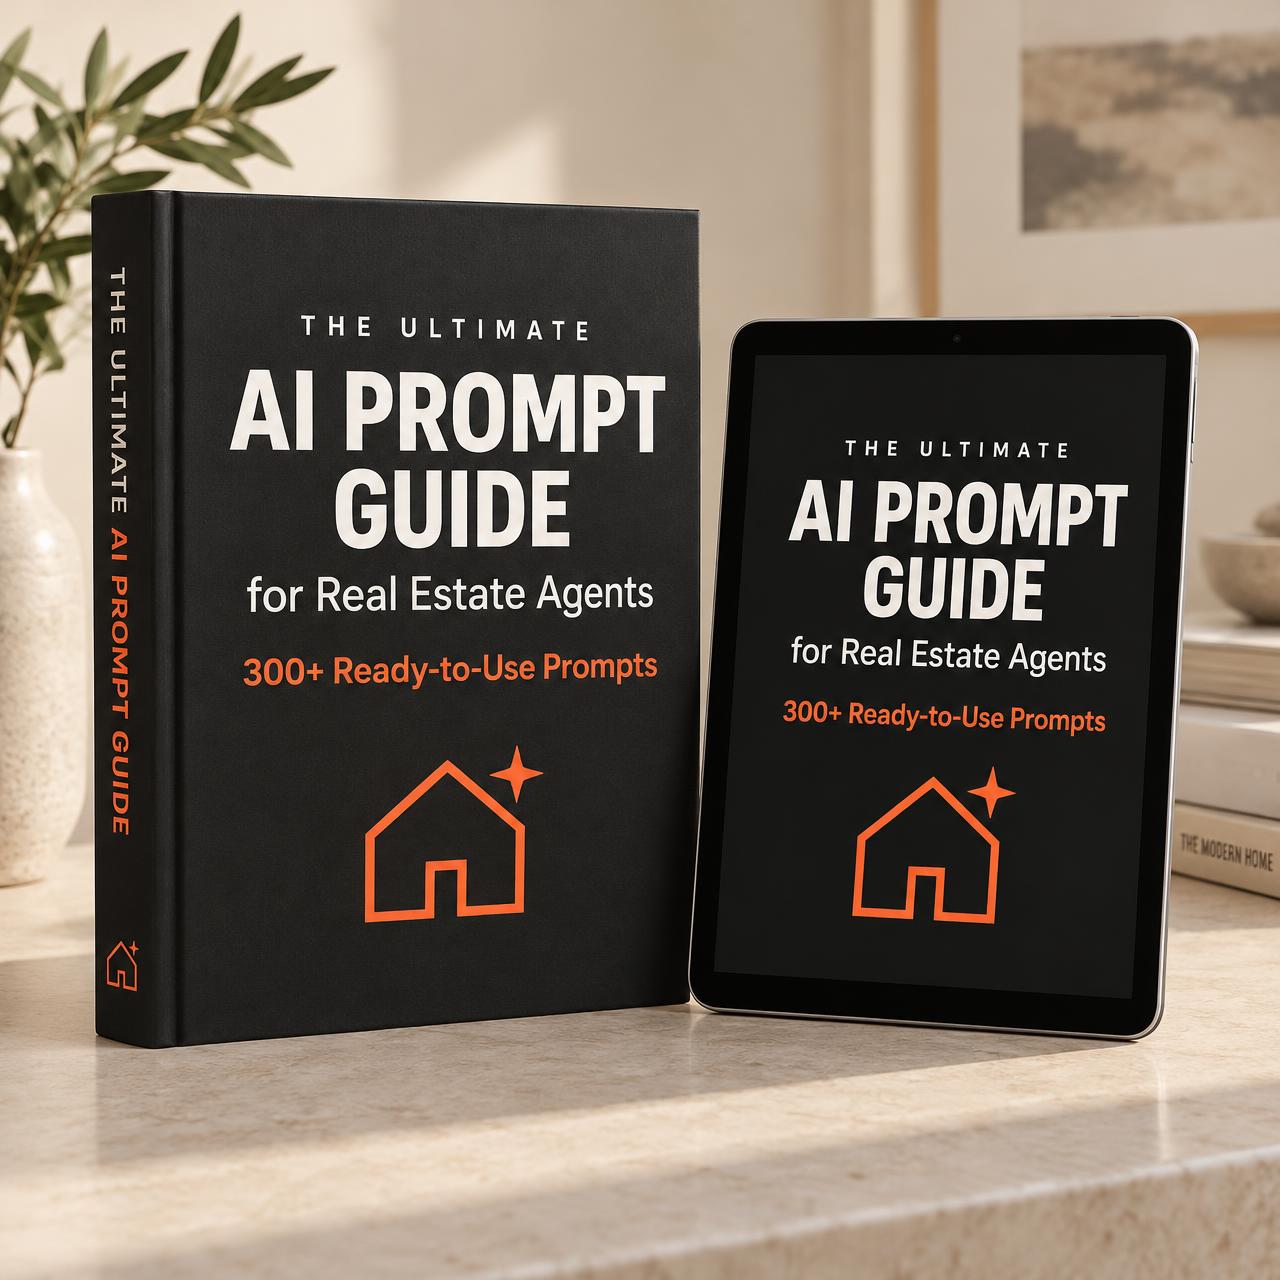 THE ULTIMATE AI PROMPT GUIDE
THE ULTIMATE
AI PROMPT
GUIDE
for Real Estate Agents
300+ Ready-to-Use Prompts
THE ULTIMATE
AI PROMPT
GUIDE
for Real Estate Agents
300+ Ready-to-Use Prompts
THE MODERN HOME